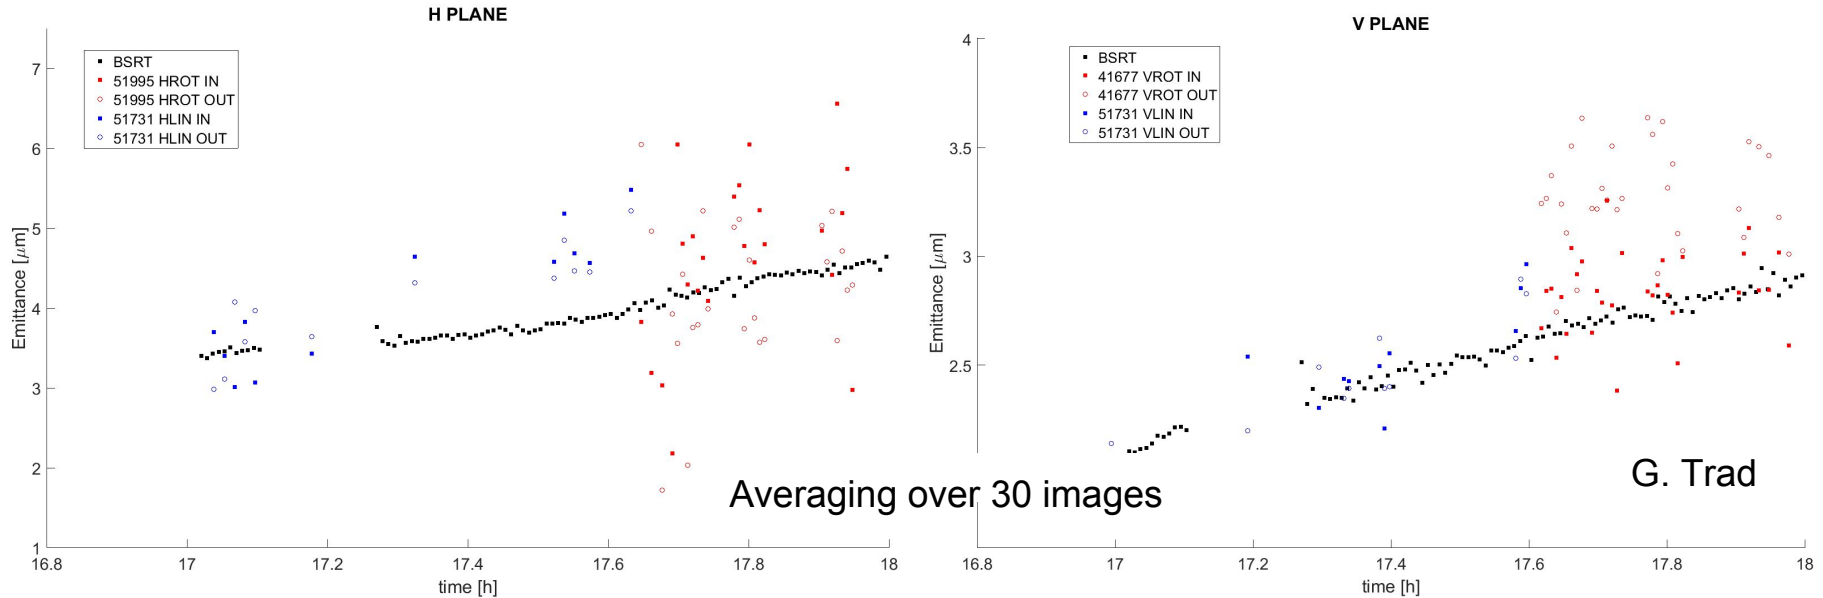 H PLANE
BSRT
51995 HROT IN
51995 HROT OUT
51731 HLIN IN
51731 HLIN OUT
7
6
5
4
3
2
1
Emittance [μm]
16.8
17
17.2
17.4
17.6
17.8
18
time [h]
V PLANE
BSRT
41677 VROT IN
41677 VROT OUT
51731 VLIN IN
51731 VLIN OUT
4
3.5
3
2.5
Emittance [μm]
16.8
17
17.2
17.4
17.6
17.8
18
time [h]
Averaging over 30 images
G. Trad